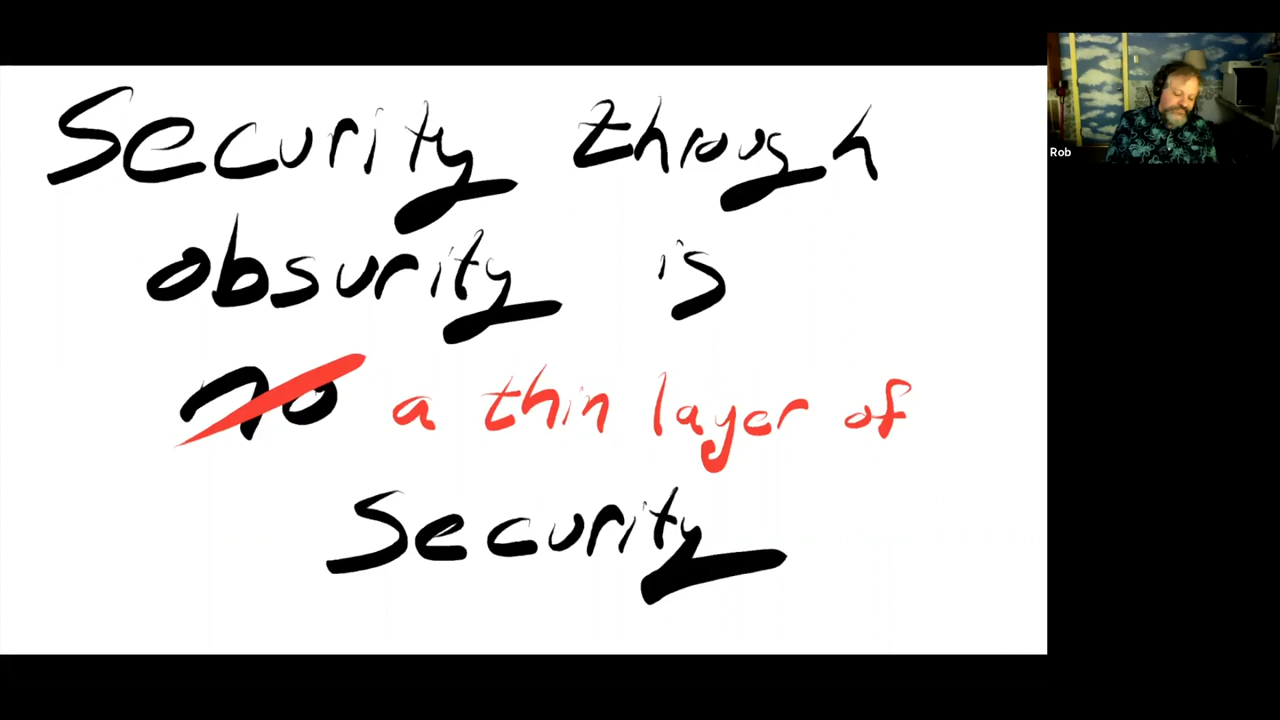 Security through
obsurity is
no a thin layer of
Security
Rob